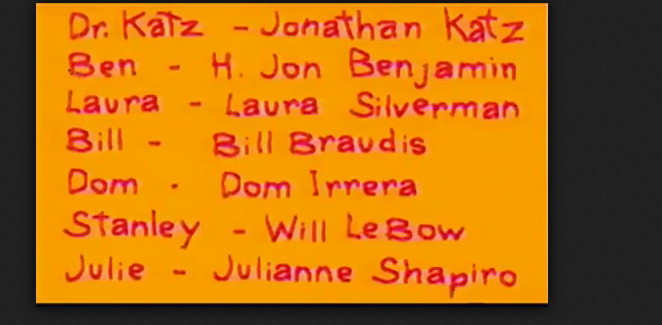 Dr. Katz - Jonathan Katz
Ben - H. Jon Benjamin
Laura - Laura Silverman
Bill - Bill Braudis
Dom - Dom Irrera
Stanley - Will LeBow
Julie - Julianne Shapiro